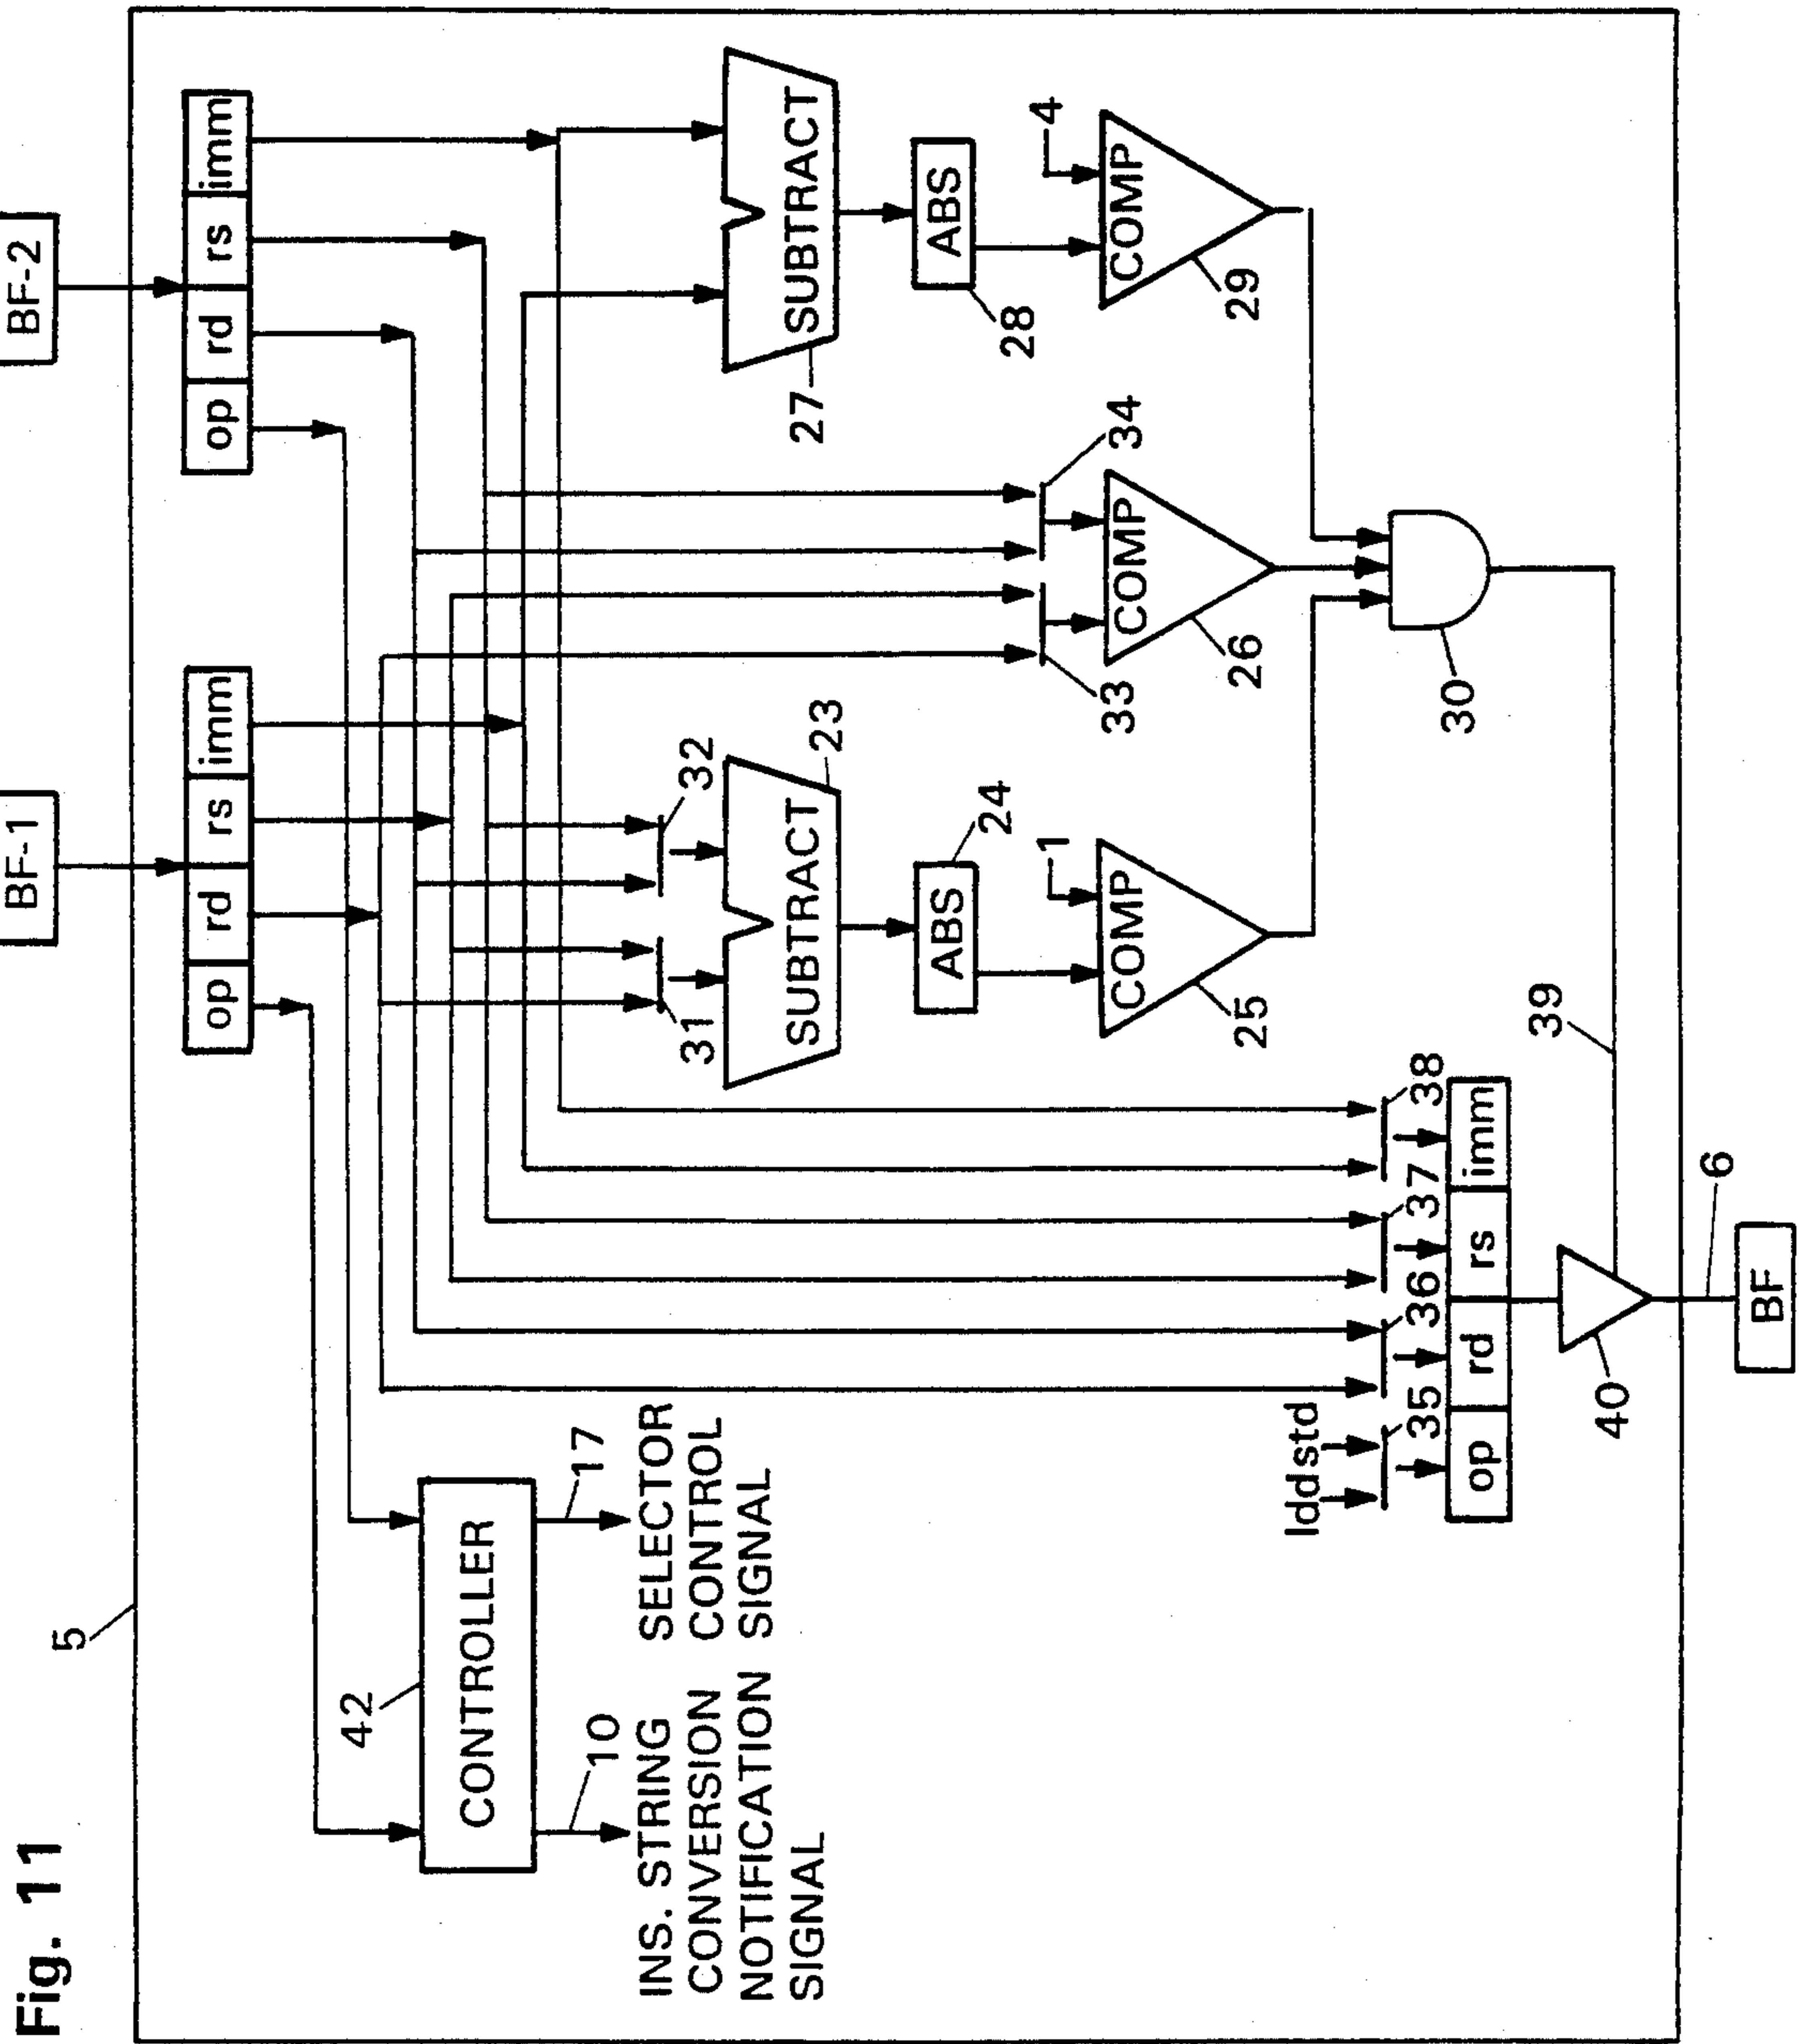 Fig. 11
5
BF-1
BF-2
op rd rs imm
op rd rs imm
42
CONTROLLER
10
17
INS. STRING
CONVERSION
NOTIFICATION
SIGNAL
SELECTOR
CONTROL
SIGNAL
31
32
SUBTRACT
23
ABS
24
1
COMP
25
33
34
COMP
26
27
SUBTRACT
ABS
28
4
COMP
29
30
39
ldd std
35
36
37
38
op rd rs imm
40
6
BF